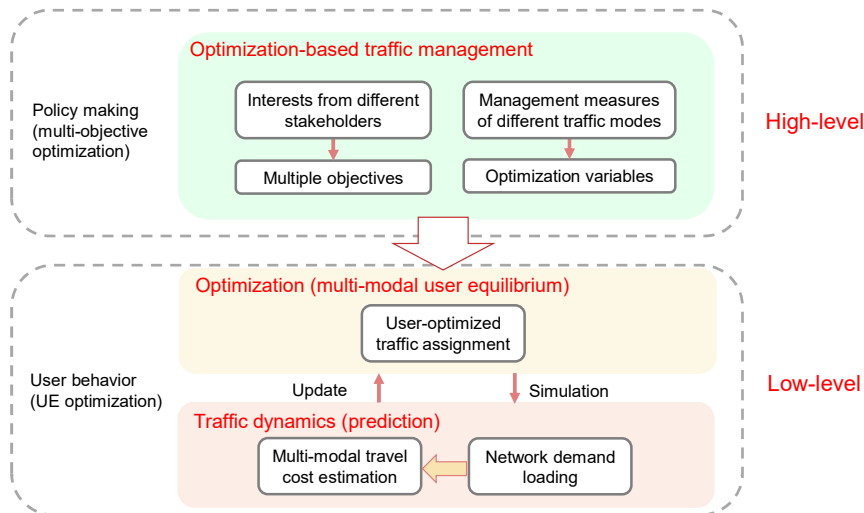 Optimization-based traffic management
Policy making
(multi-objective
optimization)
Interests from different
stakeholders
Management measures
of different traffic modes
Multiple objectives
Optimization variables
High-level
Optimization (multi-modal user equilibrium)
User-optimized
traffic assignment
User behavior
(UE optimization)
Update
Simulation
Low-level
Traffic dynamics (prediction)
Multi-modal travel
cost estimation
Network demand
loading